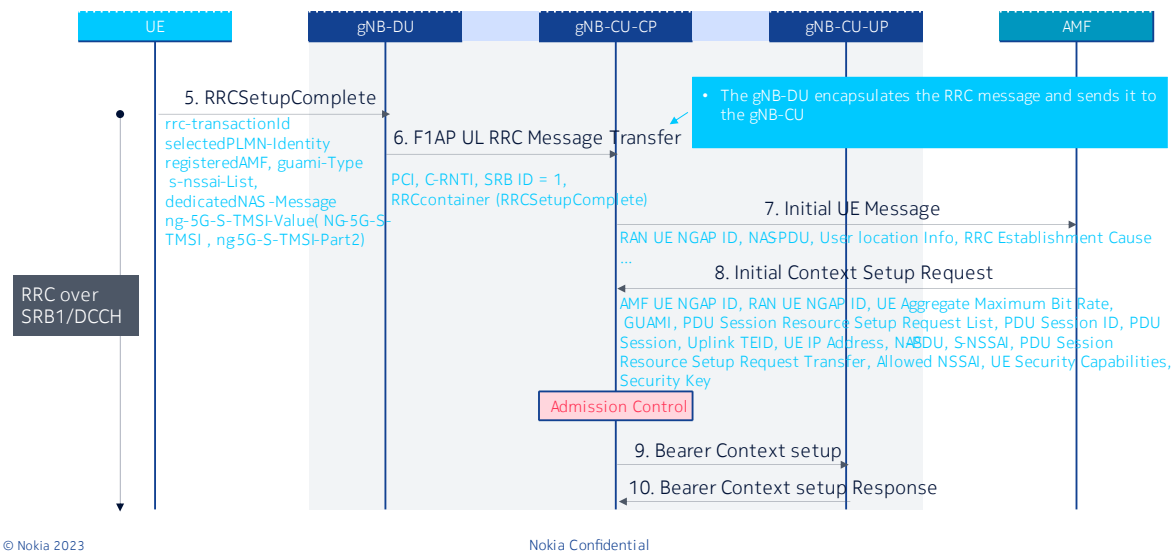 UE
gNB-DU
gNB-CU-CP
gNB-CU-UP
AMF
5. RRCSetupComplete
• The gNB-DU encapsulates the RRC message and sends it to
the gNB-CU
rrc-transactionId
selectedPLMN-Identity
registeredAMF, guami-Type
s-nssai-List,
dedicatedNAS -Message
ng-5G-S-TMSI-Value( NG-5G-S-
TMSI , ng-5G-S-TMSI-Part2)
6. F1AP UL RRC Message Transfer
PCI, C-RNTI, SRB ID = 1,
RRCcontainer (RRCSetupComplete)
7. Initial UE Message
RAN UE NGAP ID, NASPDU, User location Info, RRC Establishment Cause
...
8. Initial Context Setup Request
AMF UE NGAP ID, RAN UE NGAP ID, UE Aggregate Maximum Bit Rate,
GUAMI, PDU Session Resource Setup Request List, PDU Session ID, PDU
Session, Uplink TEID, UE IP Address, NAS-PDU, S-NSSAI, PDU Session
Resource Setup Request Transfer, Allowed NSSAI, UE Security Capabilities,
Security Key
RRC over
SRB1/DCCH
Admission Control
9. Bearer Context setup
10. Bearer Context setup Response
© Nokia 2023
Nokia Confidential